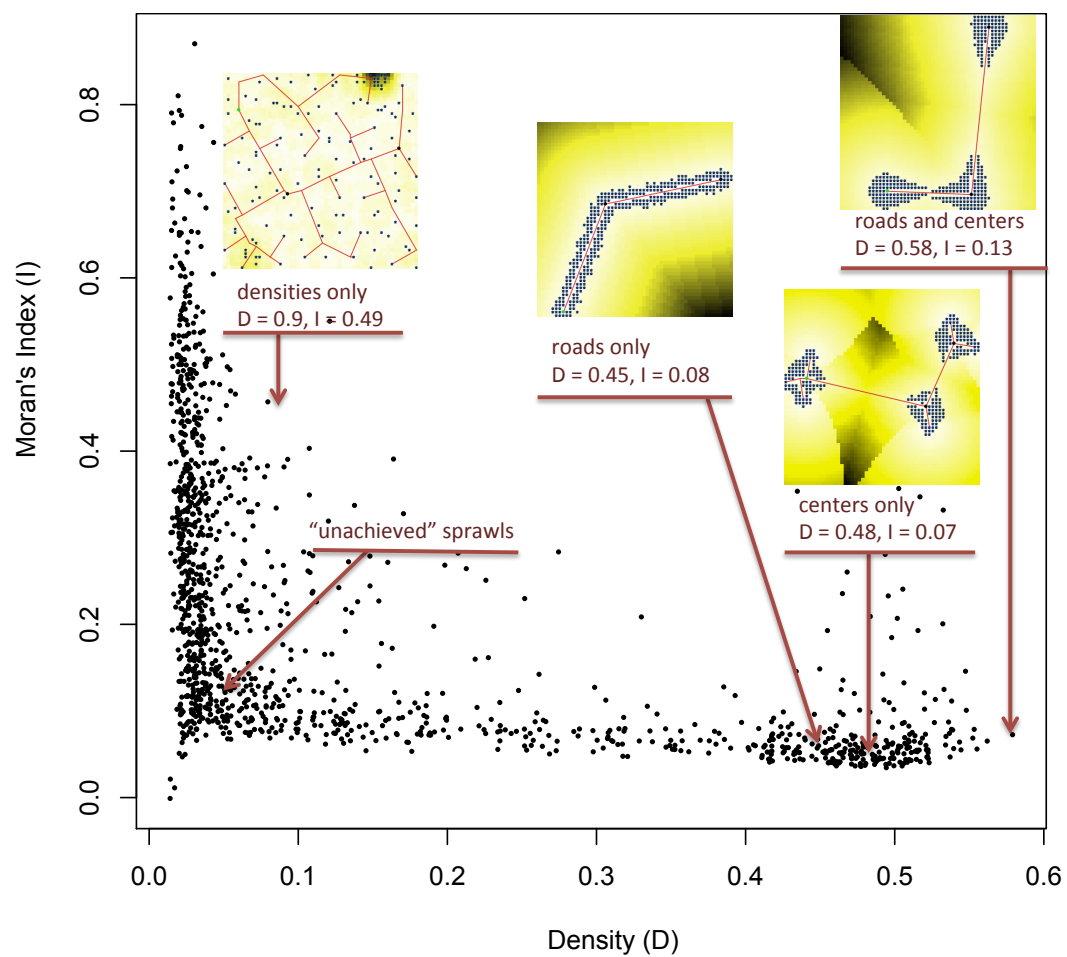 Moran's Index (I)
0.0
0.2
0.4
0.6
0.8
densities only
D = 0.9, I = 0.49
roads only
D = 0.45, I = 0.08
roads and centers
D = 0.58, I = 0.13
centers only
D = 0.48, I = 0.07
“unachieved” sprawls
0.0 0.1 0.2 0.3 0.4 0.5 0.6
Density (D)